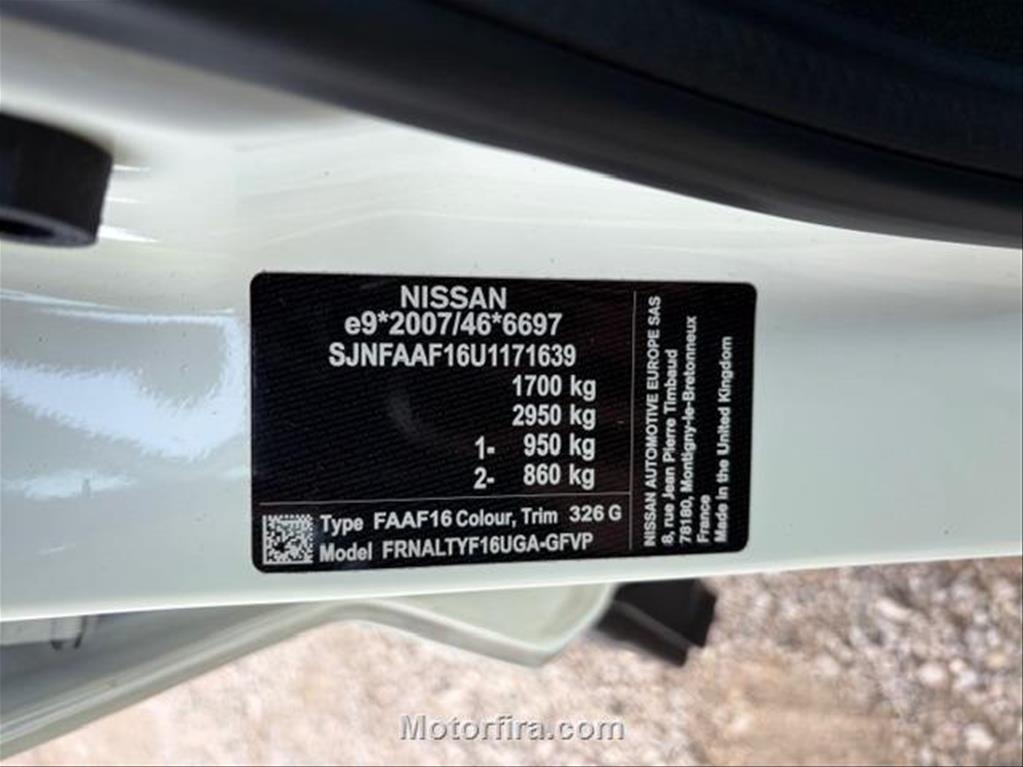 NISSAN
e9*2007/46*6697
SJNFAAF16U1171639
1700 kg
2950 kg
1- 950 kg
2- 860 kg
Type FAAF16 Colour, Trim 326 G
Model FRNALTYF16UGA-GFVP
NISSAN AUTOMOTIVE EUROPE SAS
8, rue Jean Pierre Timbaud
78180, Montigny-le-Bretonneux
France
Made in the United Kingdom
Motorfira.com